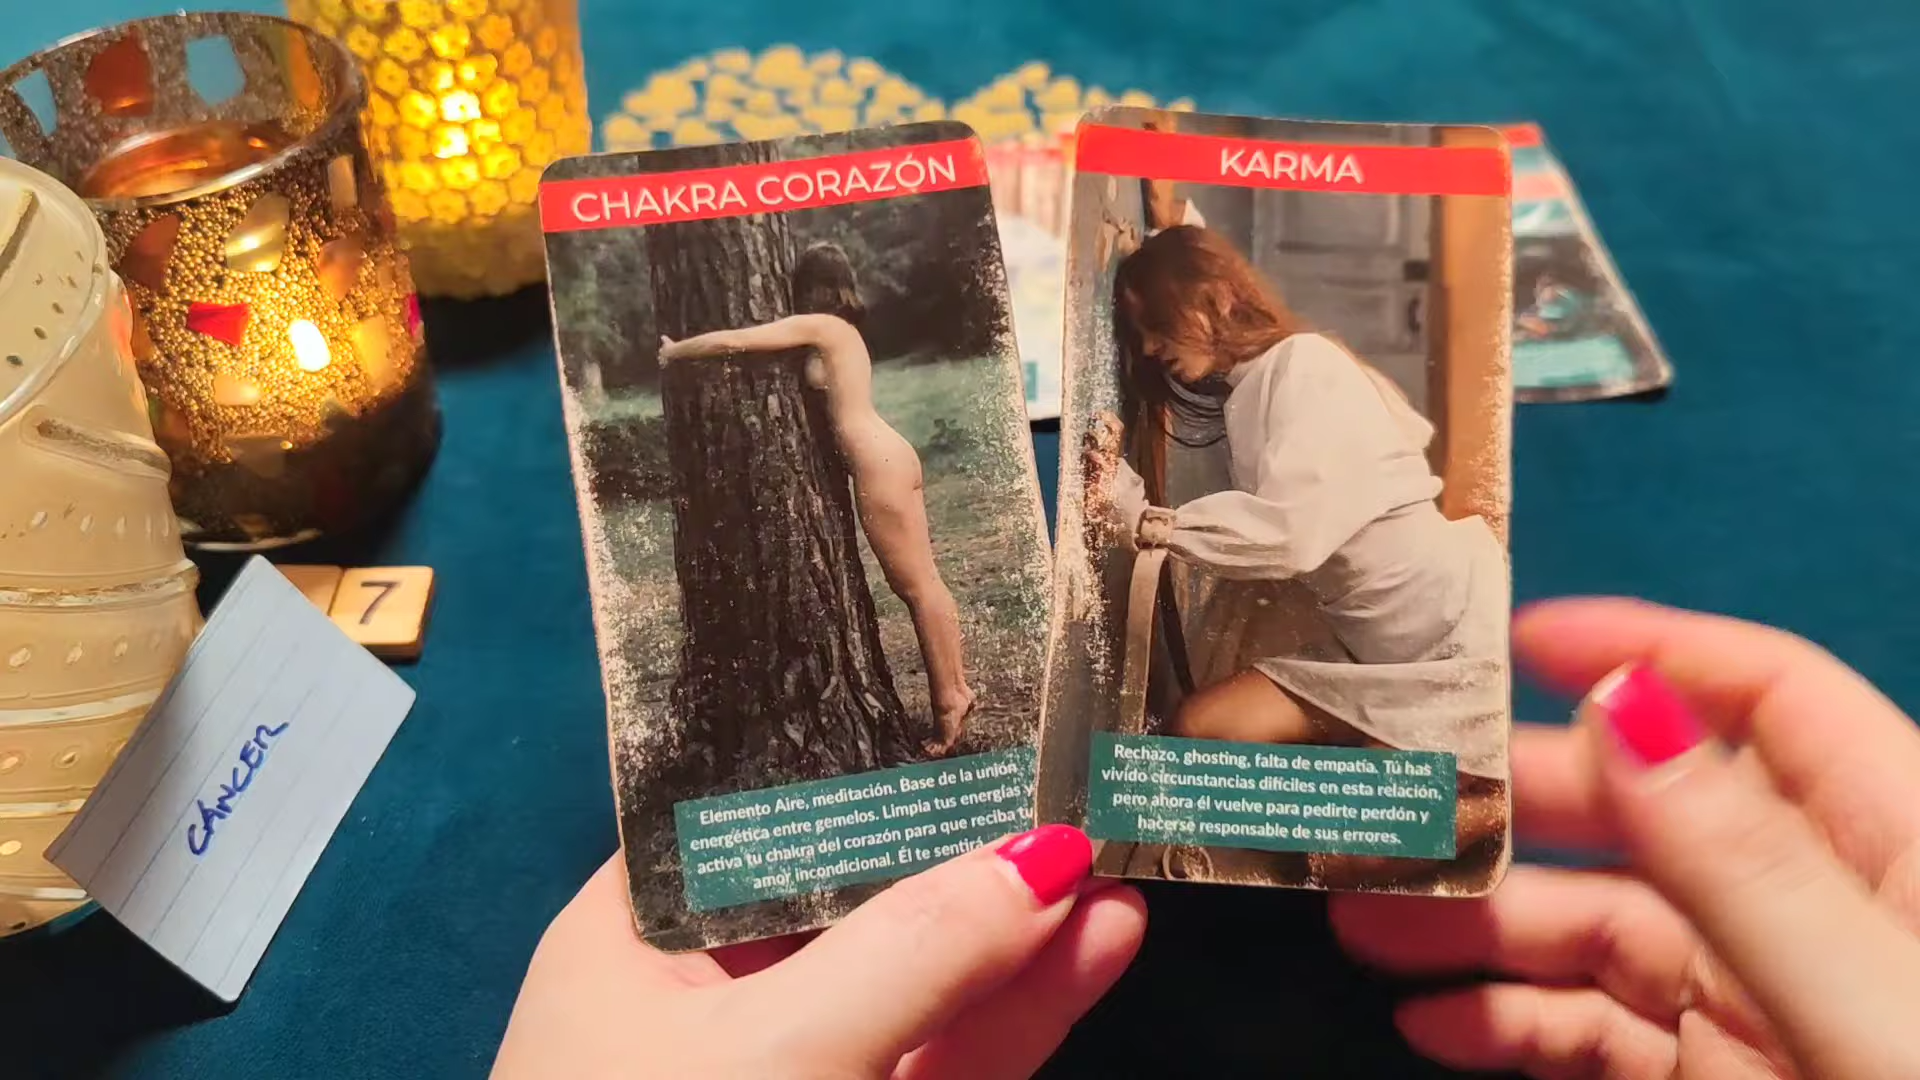 CHAKRA CORAZÓN
Elemento Aire, meditación. Base de la unión
energética entre gemelos. Limpia tus energías y
activa tu chakra del corazón para que reciba tu
amor incondicional. Él te sentirá
KARMA
Rechazo, ghosting, falta de empatía. Tú has
vivido circunstancias difíciles en esta relación,
pero ahora él vuelve para pedirte perdón y
hacerse responsable de sus errores.
7
CÁNCER